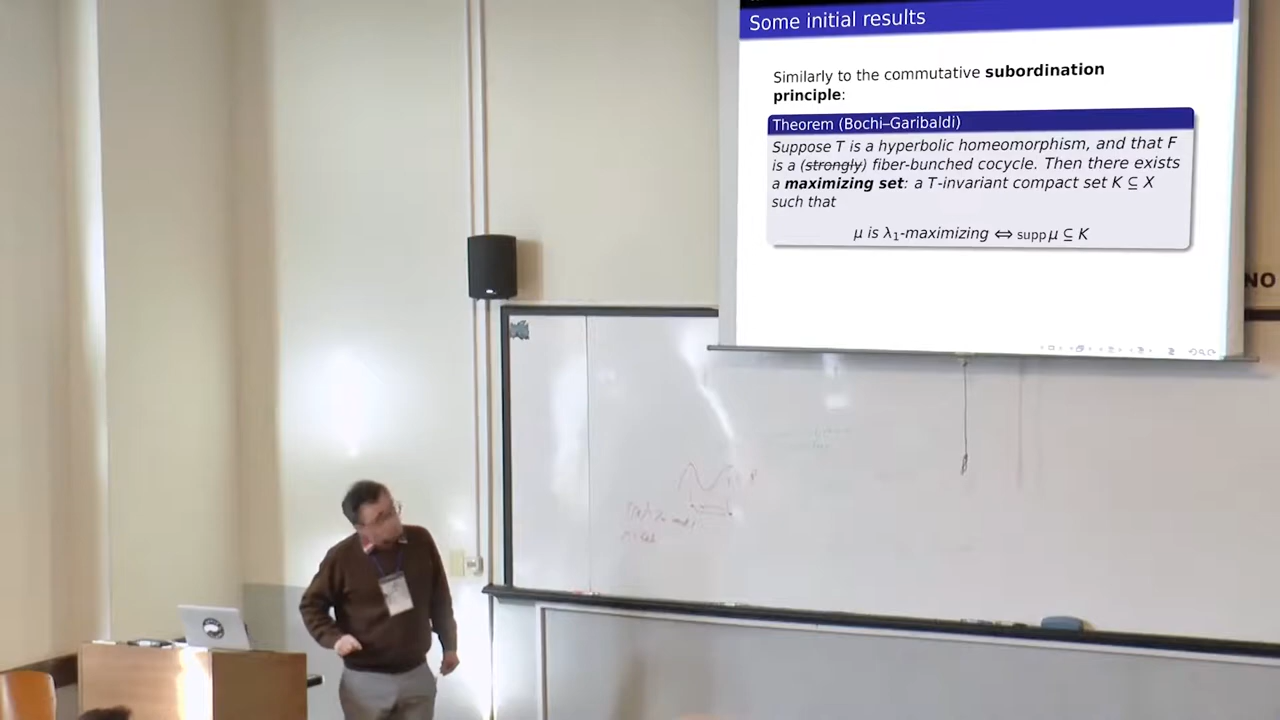 Some initial results
Similarly to the commutative subordination
principle:
Theorem (Bochi–Garibaldi)
Suppose T is a hyperbolic homeomorphism, and that F
is a (strongly) fiber-bunched cocycle. Then there exists
a maximizing set: a T-invariant compact set K ⊆ X
such that
μ is λ₁-maximizing ⇔ supp μ ⊆ K
NO